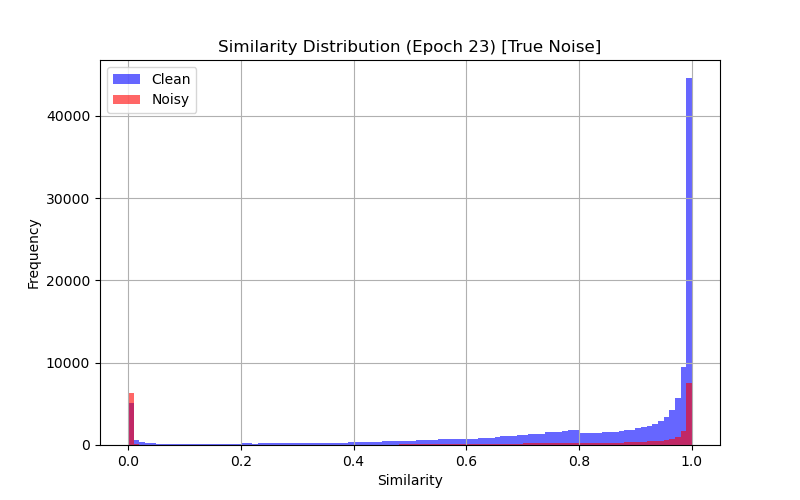 Similarity Distribution (Epoch 23) [True Noise]
Clean
Noisy
Frequency
40000
30000
20000
10000
0
0.0 0.2 0.4 0.6 0.8 1.0
Similarity